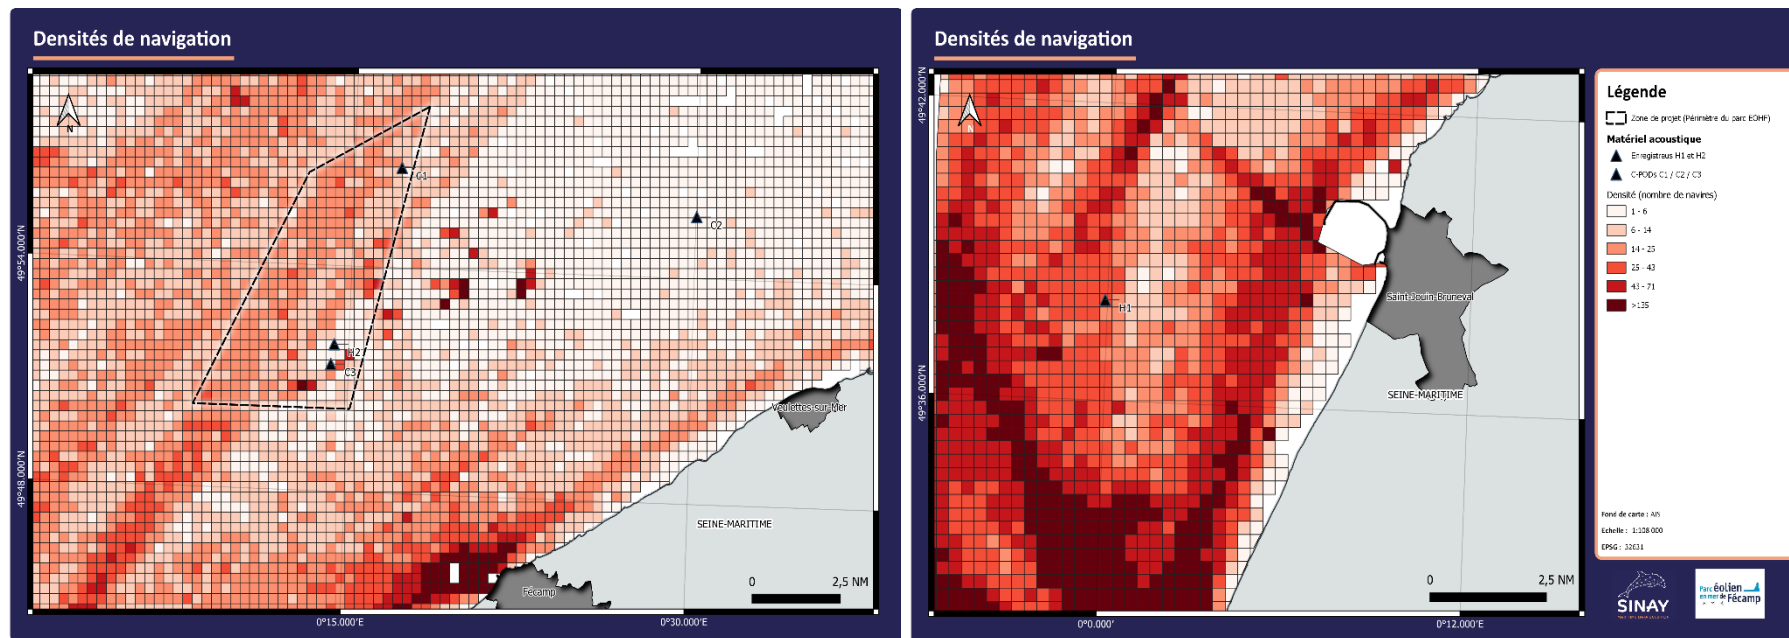 Densités de navigation
N
C1
C2
H2
C3
Veulettes-sur-Mer
SEINE-MARITIME
Fécamp
0
2,5 NM
49°54.000'N
49°48.000'N
0°15.000'E
0°30.000'E
Densités de navigation
N
H1
Saint-Jouin-Bruneval
SEINE-MARITIME
0
2,5 NM
49°42.000'N
49°36.000'N
0°0.000'
0°12.000'E
Légende
Zone de projet (Périmètre du parc EOHF)
Matériel acoustique
Enregistreurs H1 et H2
C-PODs C1 / C2 / C3
Densité (nombre de navires)
1 - 6
6 - 14
14 - 25
25 - 43
43 - 71
>135
Fond de carte : AIS
Echelle : 1:108 000
EPSG : 32631
SINAY
Parc éolien
en mer de Fécamp